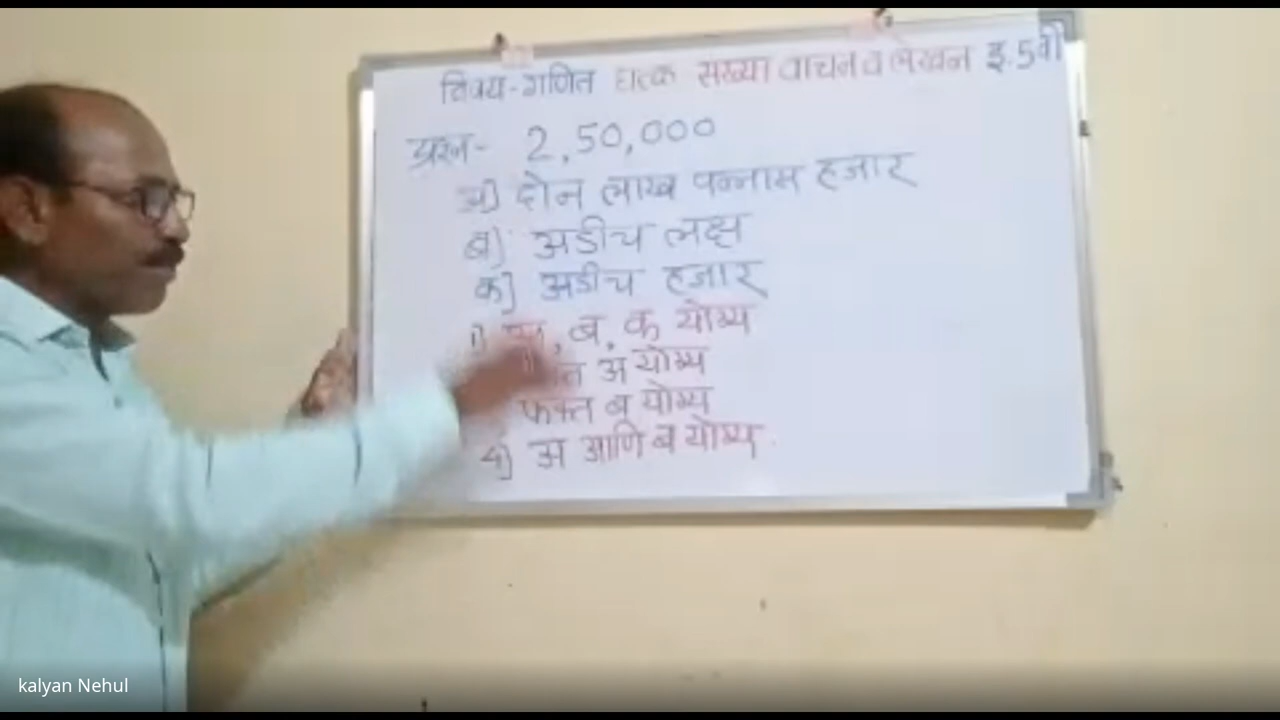 विषय-गणित घटक संख्या वाचन व लेखन इ.5वी
प्रश्न- 2,50,000
अ] दोन लाख पन्नास हजार
ब] अडीच लक्ष
क] अडीच हजार
1] अ, ब, क योग्य
अ योग्य
फक्त ब योग्य
4] अ आणि ब योग्य
kalyan Nehul